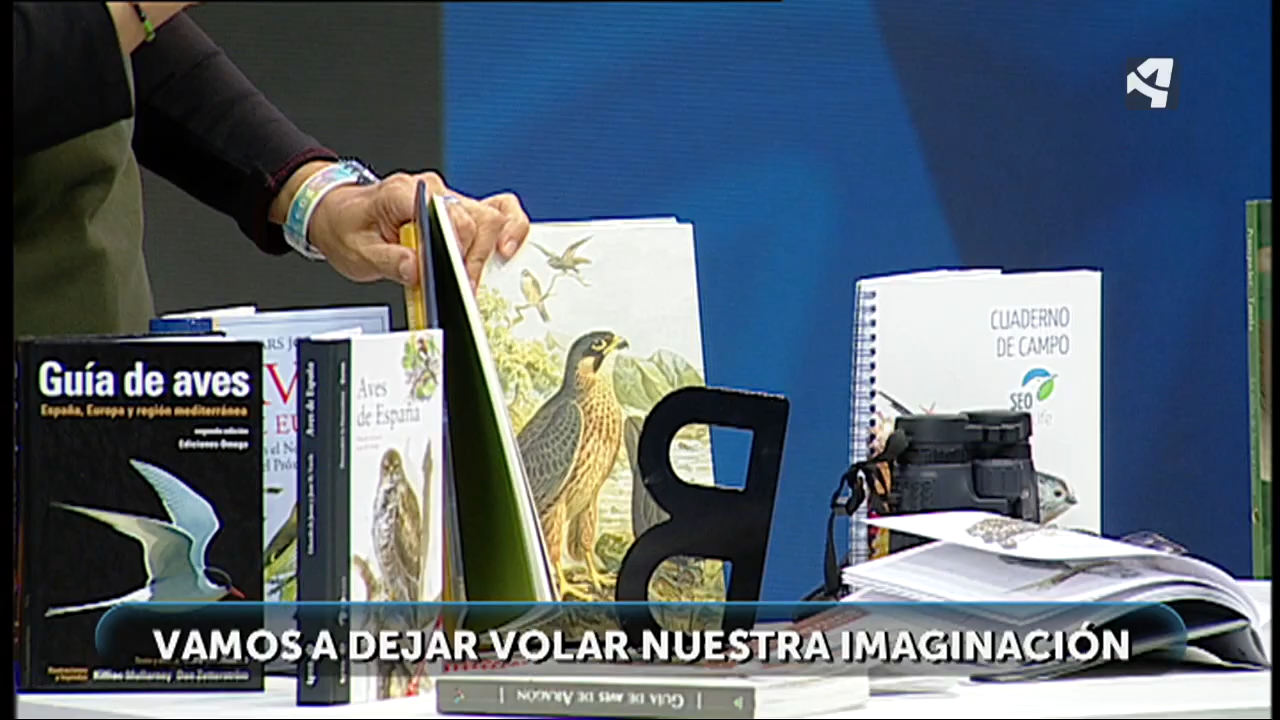 Guía de aves
España, Europa y región mediterránea
segunda edición
Ediciones Omega
Aves
de España
Aves de España
CUADERNO
DE CAMPO
SEO
VAMOS A DEJAR VOLAR NUESTRA IMAGINACIÓN
Killian Mullarney Dan Zetterström
GUÍA DE AVES DE ARAGÓN